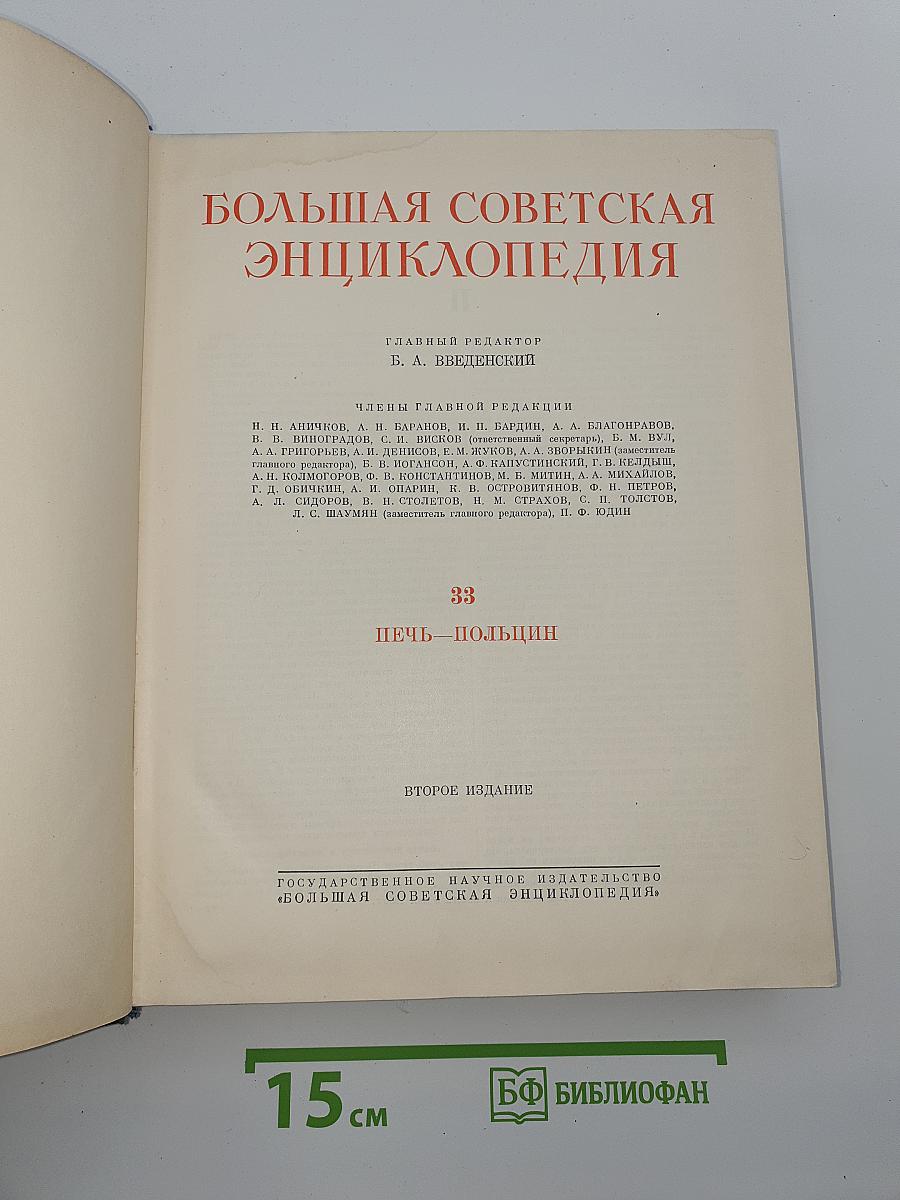 БОЛЬШАЯ СОВЕТСКАЯ
ЭНЦИКЛОПЕДИЯ
ГЛАВНЫЙ РЕДАКТОР
Б. А. ВВЕДЕНСКИЙ
ЧЛЕНЫ ГЛАВНОЙ РЕДАКЦИИ
Н. Н. АНИЧКОВ, А. Н. БАРАНОВ, И. П. БАРДИН, А. А. БЛАГОНРАВОВ,
В. В. ВИНОГРАДОВ, С. И. ВИСКОВ (ответственный секретарь), Б. М. ВУЛ,
А. А. ГРИГОРЬЕВ, А. И. ДЕНИСОВ, Е. М. ЖУКОВ, А. А. ЗВОРЫКИН (заместитель
главного редактора), Б. В. ИОГАНСОН, А. Ф. КАПУСТИНСКИЙ, Г. В. КЕЛДЫШ,
А. Н. КОЛМОГОРОВ, Ф. В. КОНСТАНТИНОВ, М. Б. МИТИН, А. А. МИХАЙЛОВ,
Г. Д. ОБИЧКИН, А. И. ОПАРИН, К. В. ОСТРОВИТЯНОВ, Ф. Н. ПЕТРОВ,
А. Л. СИДОРОВ, В. Н. СТОЛЕТОВ, Н. М. СТРАХОВ, С. П. ТОЛСТОВ,
Л. С. ШАУМЯН (заместитель главного редактора), П. Ф. ЮДИН
33
ПЕЧЬ—ПОЛЬЦИН
ВТОРОЕ ИЗДАНИЕ
ГОСУДАРСТВЕННОЕ НАУЧНОЕ ИЗДАТЕЛЬСТВО
«БОЛЬШАЯ СОВЕТСКАЯ ЭНЦИКЛОПЕДИЯ»
15 см
БФ БИБЛИОФАН